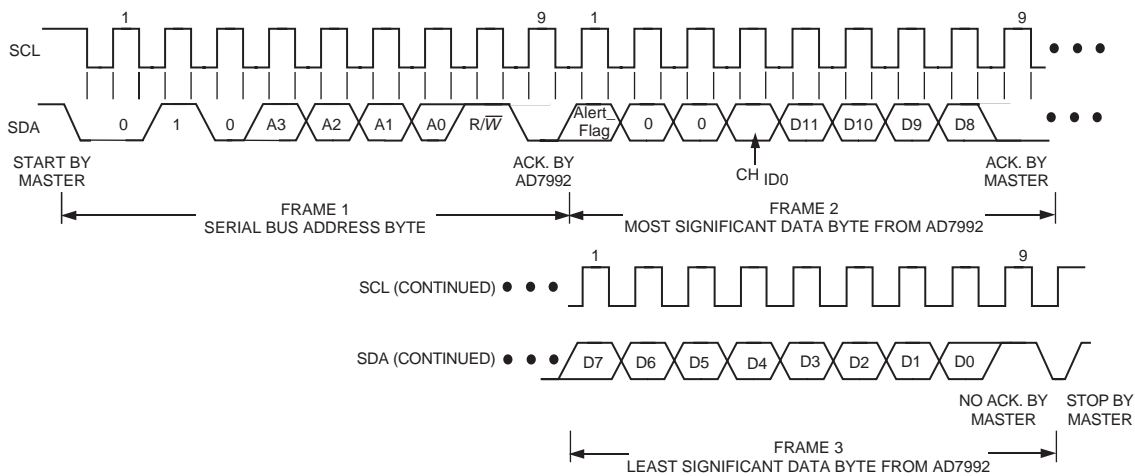 1 9 1 9
SCL
SDA 0 1 0 A3 A2 A1 A0 R/W̅ Alert_Flag 0 0 D11 D10 D9 D8
START BY
MASTER
ACK. BY
AD7992
CH ID0
ACK. BY
MASTER
FRAME 1
SERIAL BUS ADDRESS BYTE
FRAME 2
MOST SIGNIFICANT DATA BYTE FROM AD7992
1 9
SCL (CONTINUED)
SDA (CONTINUED) D7 D6 D5 D4 D3 D2 D1 D0
NO ACK. BY
MASTER
STOP BY
MASTER
FRAME 3
LEAST SIGNIFICANT DATA BYTE FROM AD7992